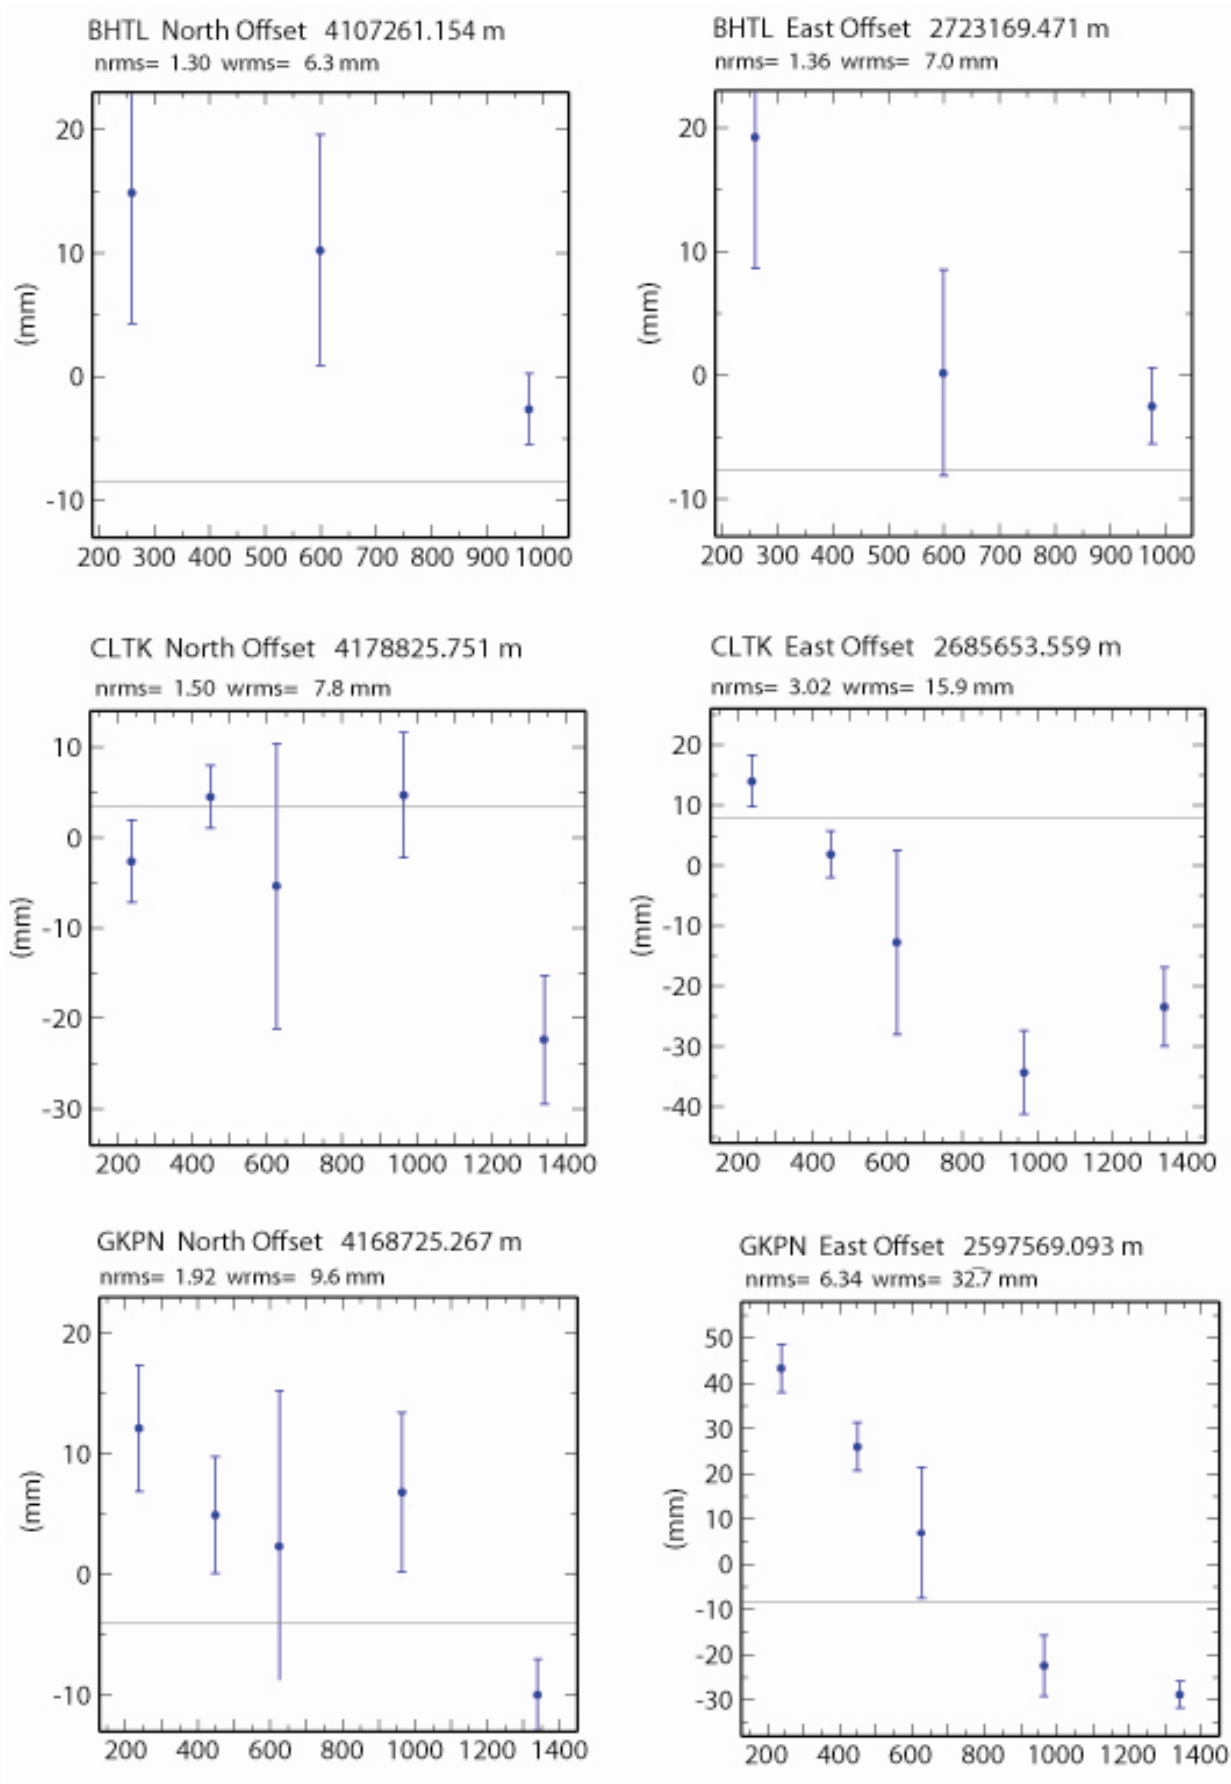 BHTL North Offset 4107261.154 m
nrms= 1.30 wrms= 6.3 mm
20
10
0
-10
(mm)
200 300 400 500 600 700 800 900 1000
BHTL East Offset 2723169.471 m
nrms= 1.36 wrms= 7.0 mm
20
10
0
-10
(mm)
200 300 400 500 600 700 800 900 1000
CLTK North Offset 4178825.751 m
nrms= 1.50 wrms= 7.8 mm
10
0
-10
-20
-30
(mm)
200 400 600 800 1000 1200 1400
CLTK East Offset 2685653.559 m
nrms= 3.02 wrms= 15.9 mm
20
10
0
-10
-20
-30
-40
(mm)
200 400 600 800 1000 1200 1400
GKPN North Offset 4168725.267 m
nrms= 1.92 wrms= 9.6 mm
20
10
0
-10
(mm)
200 400 600 800 1000 1200 1400
GKPN East Offset 2597569.093 m
nrms= 6.34 wrms= 32.7 mm
50
40
30
20
10
0
-10
-20
-30
(mm)
200 400 600 800 1000 1200 1400